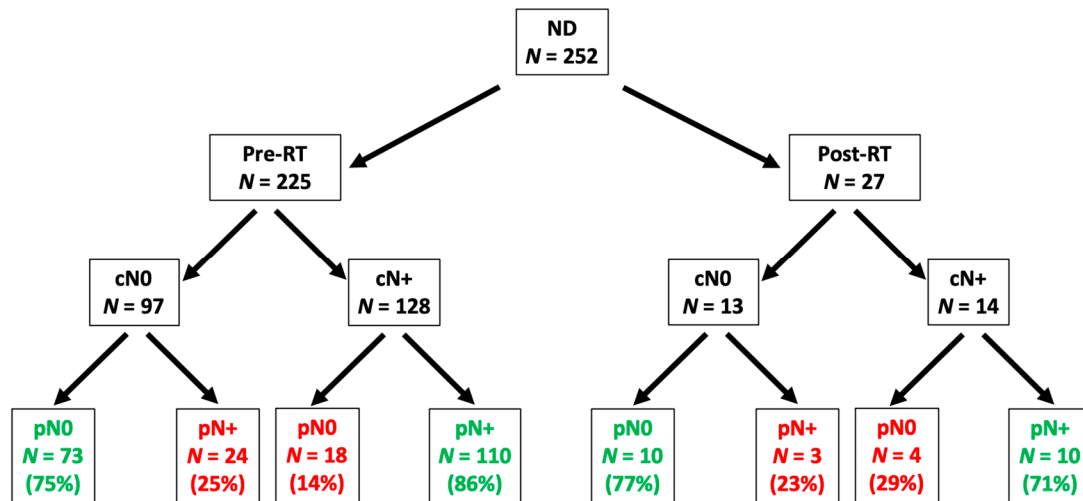 ND
N = 252
Pre-RT
N = 225
Post-RT
N = 27
cN0
N = 97
cN+
N = 128
cN0
N = 13
cN+
N = 14
pN0
N = 73
(75%)
pN+
N = 24
(25%)
pN0
N = 18
(14%)
pN+
N = 110
(86%)
pN0
N = 10
(77%)
pN+
N = 3
(23%)
pN0
N = 4
(29%)
pN+
N = 10
(71%)